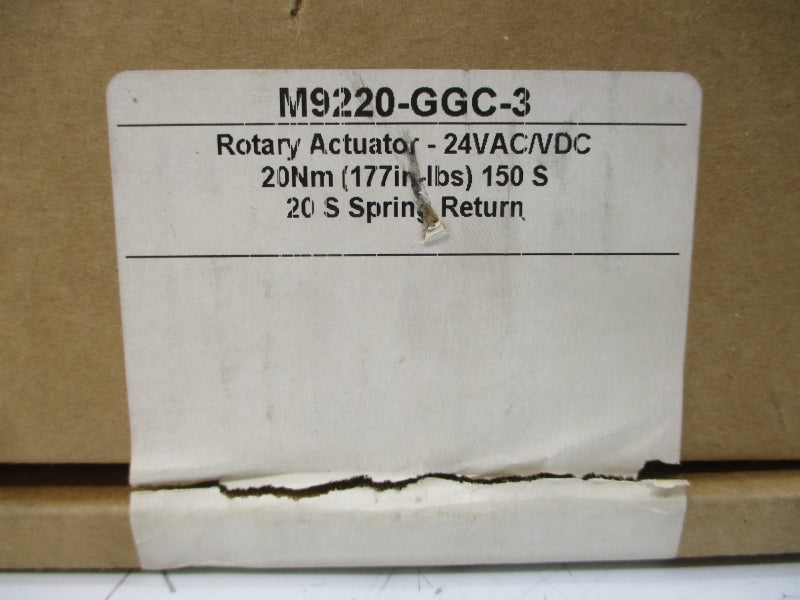 M9220-GGC-3
Rotary Actuator - 24VAC/VDC
20Nm (177in-lbs) 150 S
20 S Spring Return